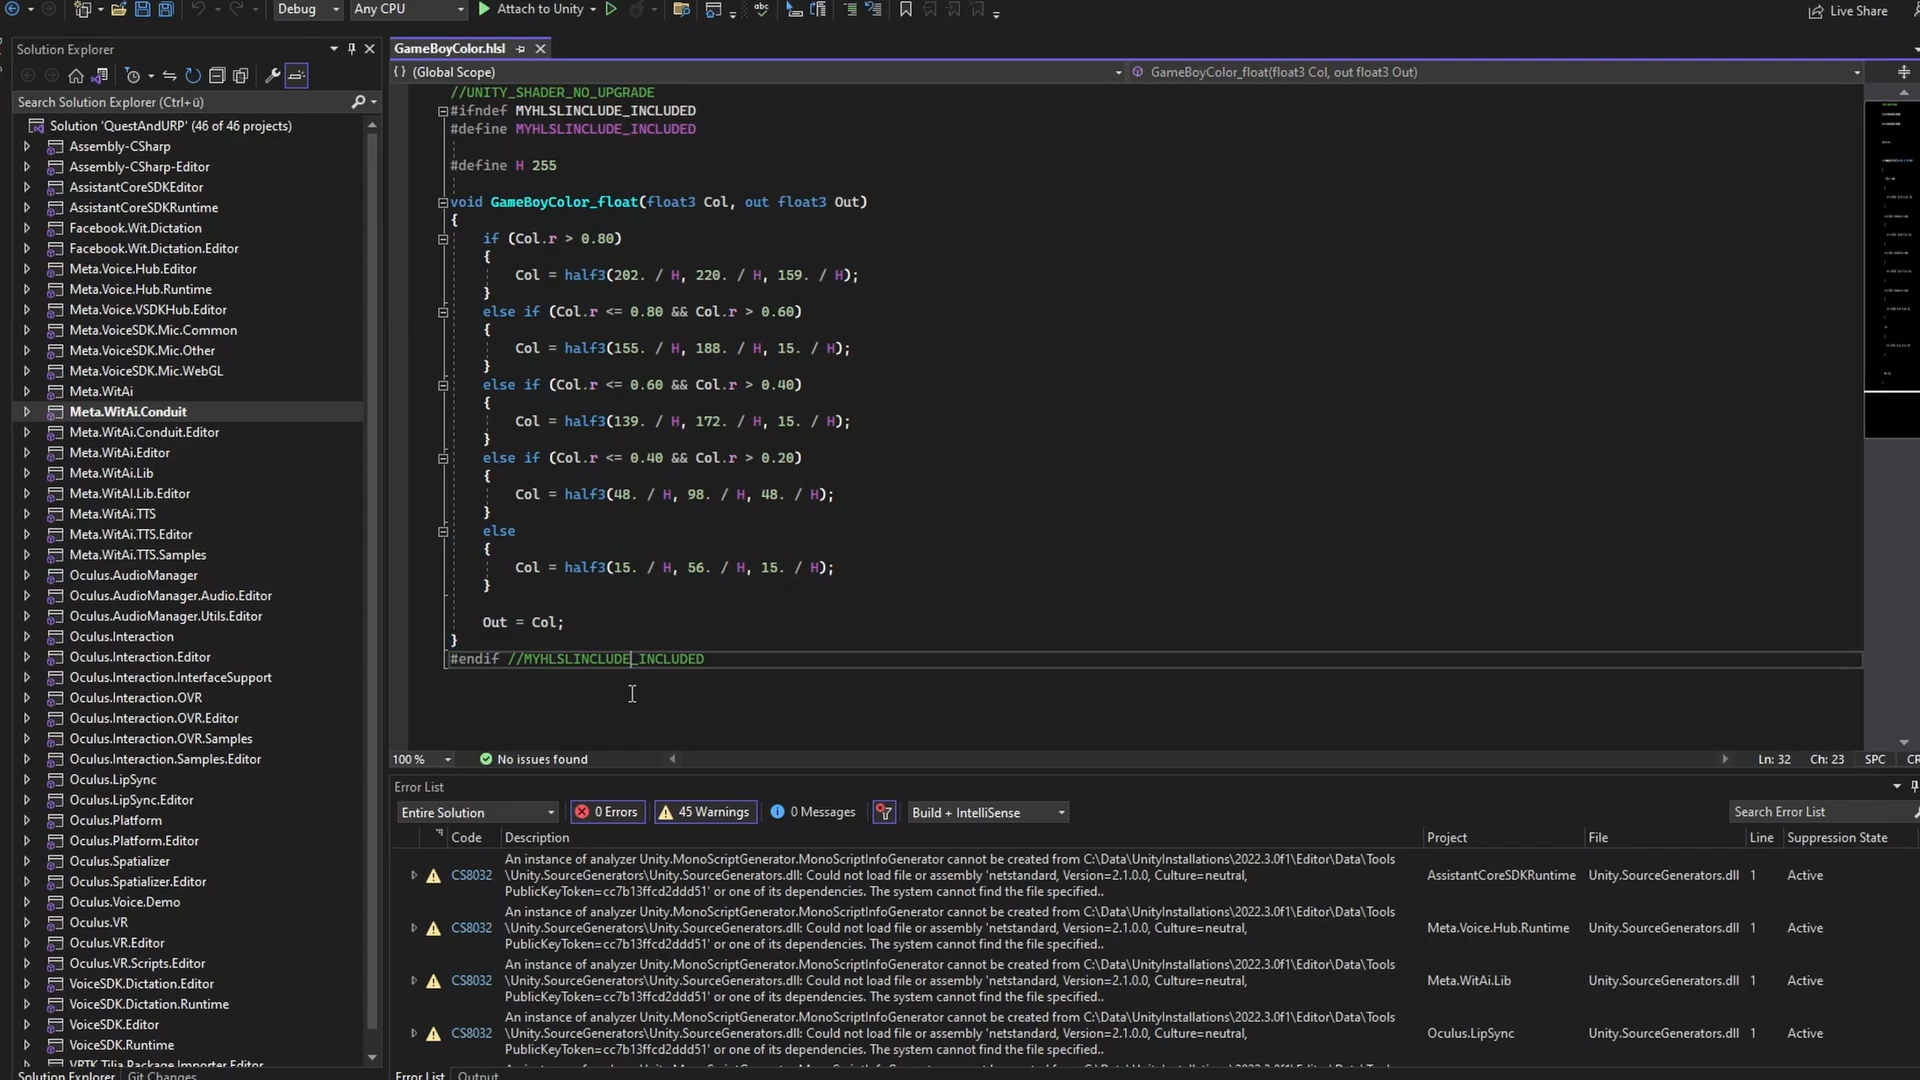 Debug
Any CPU
Attach to Unity
Live Share
Solution Explorer
Search Solution Explorer (Ctrl+ü)
Solution 'QuestAndURP' (46 of 46 projects)
Assembly-CSharp
Assembly-CSharp-Editor
AssistantCoreSDKEditor
AssistantCoreSDKRuntime
Facebook.Wit.Dictation
Facebook.Wit.Dictation.Editor
Meta.Voice.Hub.Editor
Meta.Voice.Hub.Runtime
Meta.Voice.VSDKHub.Editor
Meta.VoiceSDK.Mic.Common
Meta.VoiceSDK.Mic.Other
Meta.VoiceSDK.Mic.WebGL
Meta.WitAi
Meta.WitAi.Conduit
Meta.WitAi.Conduit.Editor
Meta.WitAi.Editor
Meta.WitAi.Lib
Meta.WitAI.Lib.Editor
Meta.WitAi.TTS
Meta.WitAi.TTS.Editor
Meta.WitAi.TTS.Samples
Oculus.AudioManager
Oculus.AudioManager.Audio.Editor
Oculus.AudioManager.Utils.Editor
Oculus.Interaction
Oculus.Interaction.Editor
Oculus.Interaction.InterfaceSupport
Oculus.Interaction.OVR
Oculus.Interaction.OVR.Editor
Oculus.Interaction.OVR.Samples
Oculus.Interaction.Samples.Editor
Oculus.LipSync
Oculus.LipSync.Editor
Oculus.Platform
Oculus.Platform.Editor
Oculus.Spatializer
Oculus.Spatializer.Editor
Oculus.Voice.Demo
Oculus.VR
Oculus.VR.Editor
Oculus.VR.Scripts.Editor
VoiceSDK.Dictation.Editor
VoiceSDK.Dictation.Runtime
VoiceSDK.Editor
VoiceSDK.Runtime
VRTK.Tilia.Package.Importer.Editor
Solution Explorer Git Changes
GameBoyColor.hlsl
(Global Scope)
GameBoyColor_float(float3 Col, out float3 Out)
//UNITY_SHADER_NO_UPGRADE
#ifndef MYHLSLINCLUDE_INCLUDED
#define MYHLSLINCLUDE_INCLUDED
#define H 255
void GameBoyColor_float(float3 Col, out float3 Out)
{
if (Col.r > 0.80)
{
Col = half3(202. / H, 220. / H, 159. / H);
}
else if (Col.r <= 0.80 && Col.r > 0.60)
{
Col = half3(155. / H, 188. / H, 15. / H);
}
else if (Col.r <= 0.60 && Col.r > 0.40)
{
Col = half3(139. / H, 172. / H, 15. / H);
}
else if (Col.r <= 0.40 && Col.r > 0.20)
{
Col = half3(48. / H, 98. / H, 48. / H);
}
else
{
Col = half3(15. / H, 56. / H, 15. / H);
}
Out = Col;
}
#endif //MYHLSLINCLUDE_INCLUDED
100 %
No issues found
Ln: 32 Ch: 23 SPC
Error List
Entire Solution
0 Errors
45 Warnings
0 Messages
Build + IntelliSense
Search Error List
Code Description Project File Line Suppression State
An instance of analyzer Unity.MonoScriptGenerator.MonoScriptInfoGenerator cannot be created from C:\Data\UnityInstallations\2022.3.0f1\Editor\Data\Tools
CS8032 \Unity.SourceGenerators\Unity.SourceGenerators.dll: Could not load file or assembly 'netstandard, Version=2.1.0.0, Culture=neutral, AssistantCoreSDKRuntime Unity.SourceGenerators.dll 1 Active
PublicKeyToken=cc7b13ffcd2ddd51' or one of its dependencies. The system cannot find the file specified..
An instance of analyzer Unity.MonoScriptGenerator.MonoScriptInfoGenerator cannot be created from C:\Data\UnityInstallations\2022.3.0f1\Editor\Data\Tools
CS8032 \Unity.SourceGenerators\Unity.SourceGenerators.dll: Could not load file or assembly 'netstandard, Version=2.1.0.0, Culture=neutral, Meta.Voice.Hub.Runtime Unity.SourceGenerators.dll 1 Active
PublicKeyToken=cc7b13ffcd2ddd51' or one of its dependencies. The system cannot find the file specified..
An instance of analyzer Unity.MonoScriptGenerator.MonoScriptInfoGenerator cannot be created from C:\Data\UnityInstallations\2022.3.0f1\Editor\Data\Tools
CS8032 \Unity.SourceGenerators\Unity.SourceGenerators.dll: Could not load file or assembly 'netstandard, Version=2.1.0.0, Culture=neutral, Meta.WitAi.Lib Unity.SourceGenerators.dll 1 Active
PublicKeyToken=cc7b13ffcd2ddd51' or one of its dependencies. The system cannot find the file specified..
An instance of analyzer Unity.MonoScriptGenerator.MonoScriptInfoGenerator cannot be created from C:\Data\UnityInstallations\2022.3.0f1\Editor\Data\Tools
CS8032 \Unity.SourceGenerators\Unity.SourceGenerators.dll: Could not load file or assembly 'netstandard, Version=2.1.0.0, Culture=neutral, Oculus.LipSync Unity.SourceGenerators.dll 1 Active
PublicKeyToken=cc7b13ffcd2ddd51' or one of its dependencies. The system cannot find the file specified..
Error List Output